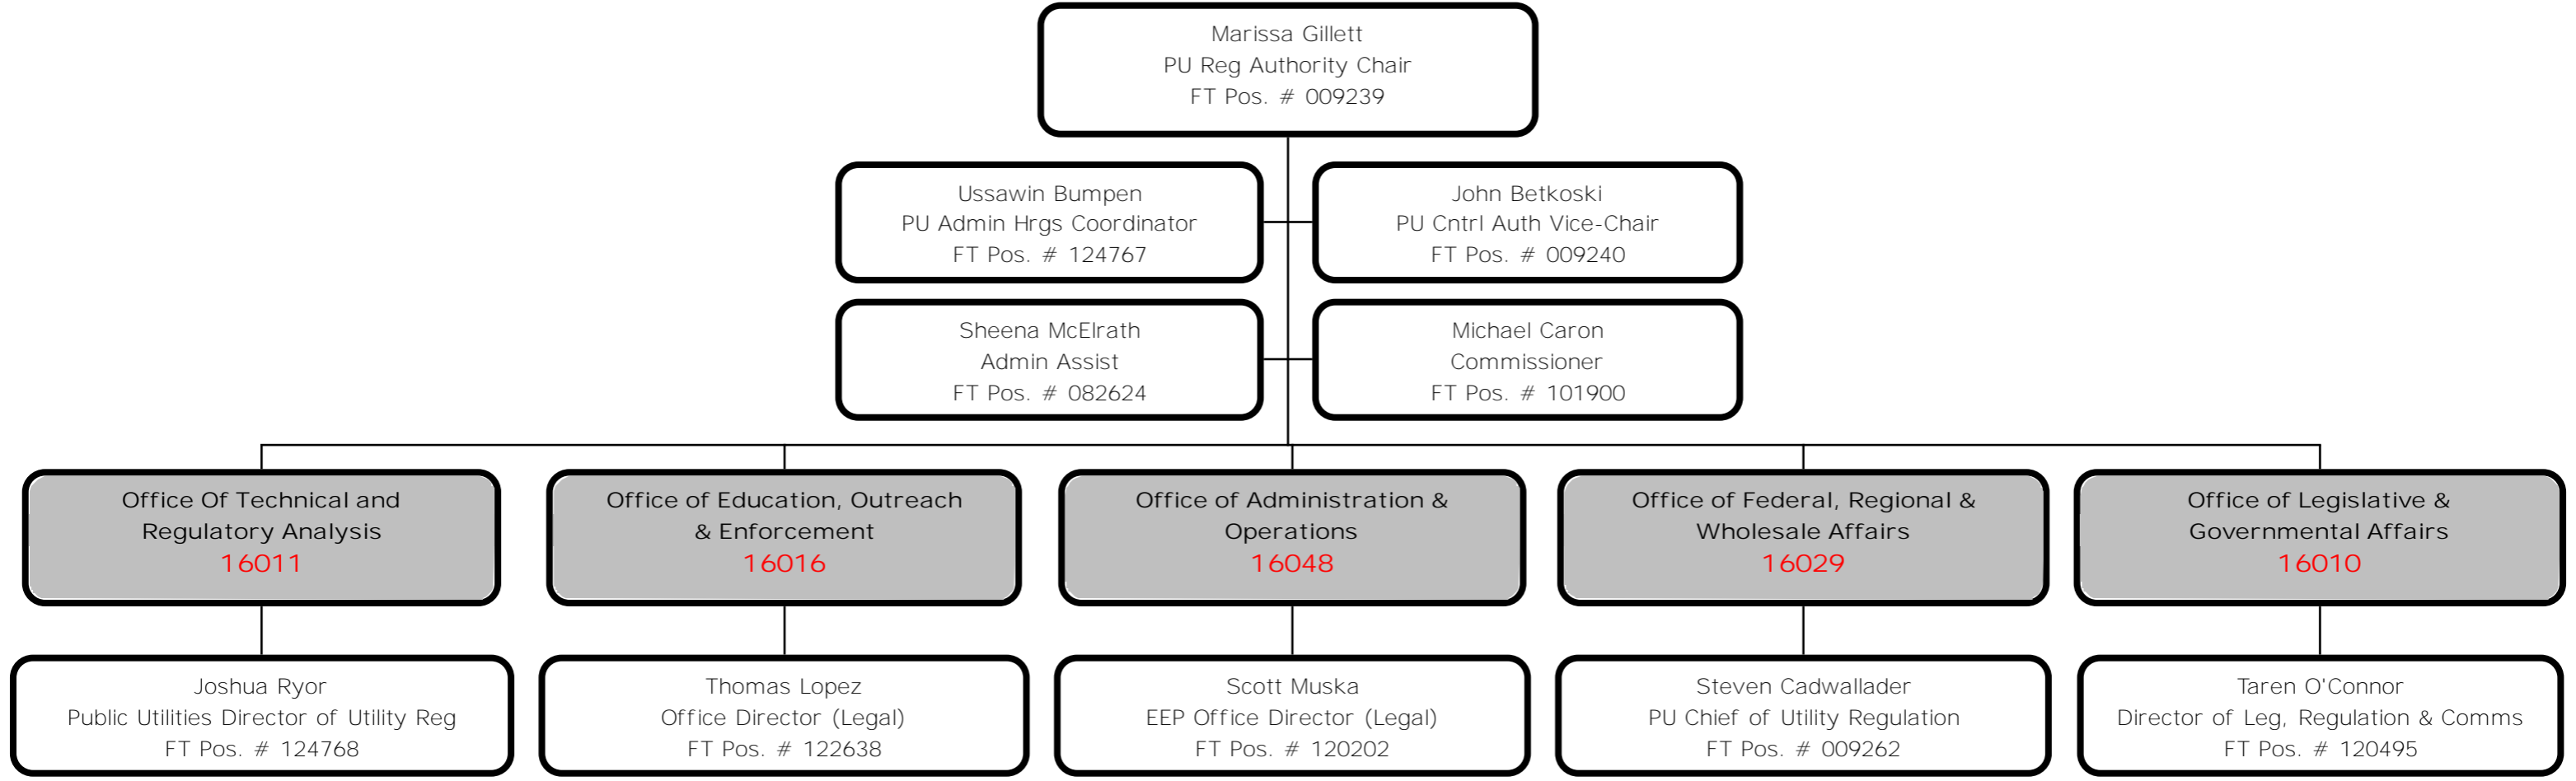 Marissa Gillett
PU Reg Authority Chair
FT Pos. # 009239
Ussawin Bumpen
PU Admin Hrgs Coordinator
FT Pos. # 124767
John Betkoski
PU Cntrl Auth Vice-Chair
FT Pos. # 009240
Sheena McElrath
Admin Assist
FT Pos. # 082624
Michael Caron
Commissioner
FT Pos. # 101900
Office Of Technical and
Regulatory Analysis
16011
Office of Education, Outreach
& Enforcement
16016
Office of Administration &
Operations
16048
Office of Federal, Regional &
Wholesale Affairs
16029
Office of Legislative &
Governmental Affairs
16010
Joshua Ryor
Public Utilities Director of Utility Reg
FT Pos. # 124768
Thomas Lopez
Office Director (Legal)
FT Pos. # 122638
Scott Muska
EEP Office Director (Legal)
FT Pos. # 120202
Steven Cadwallader
PU Chief of Utility Regulation
FT Pos. # 009262
Taren O'Connor
Director of Leg, Regulation & Comms
FT Pos. # 120495